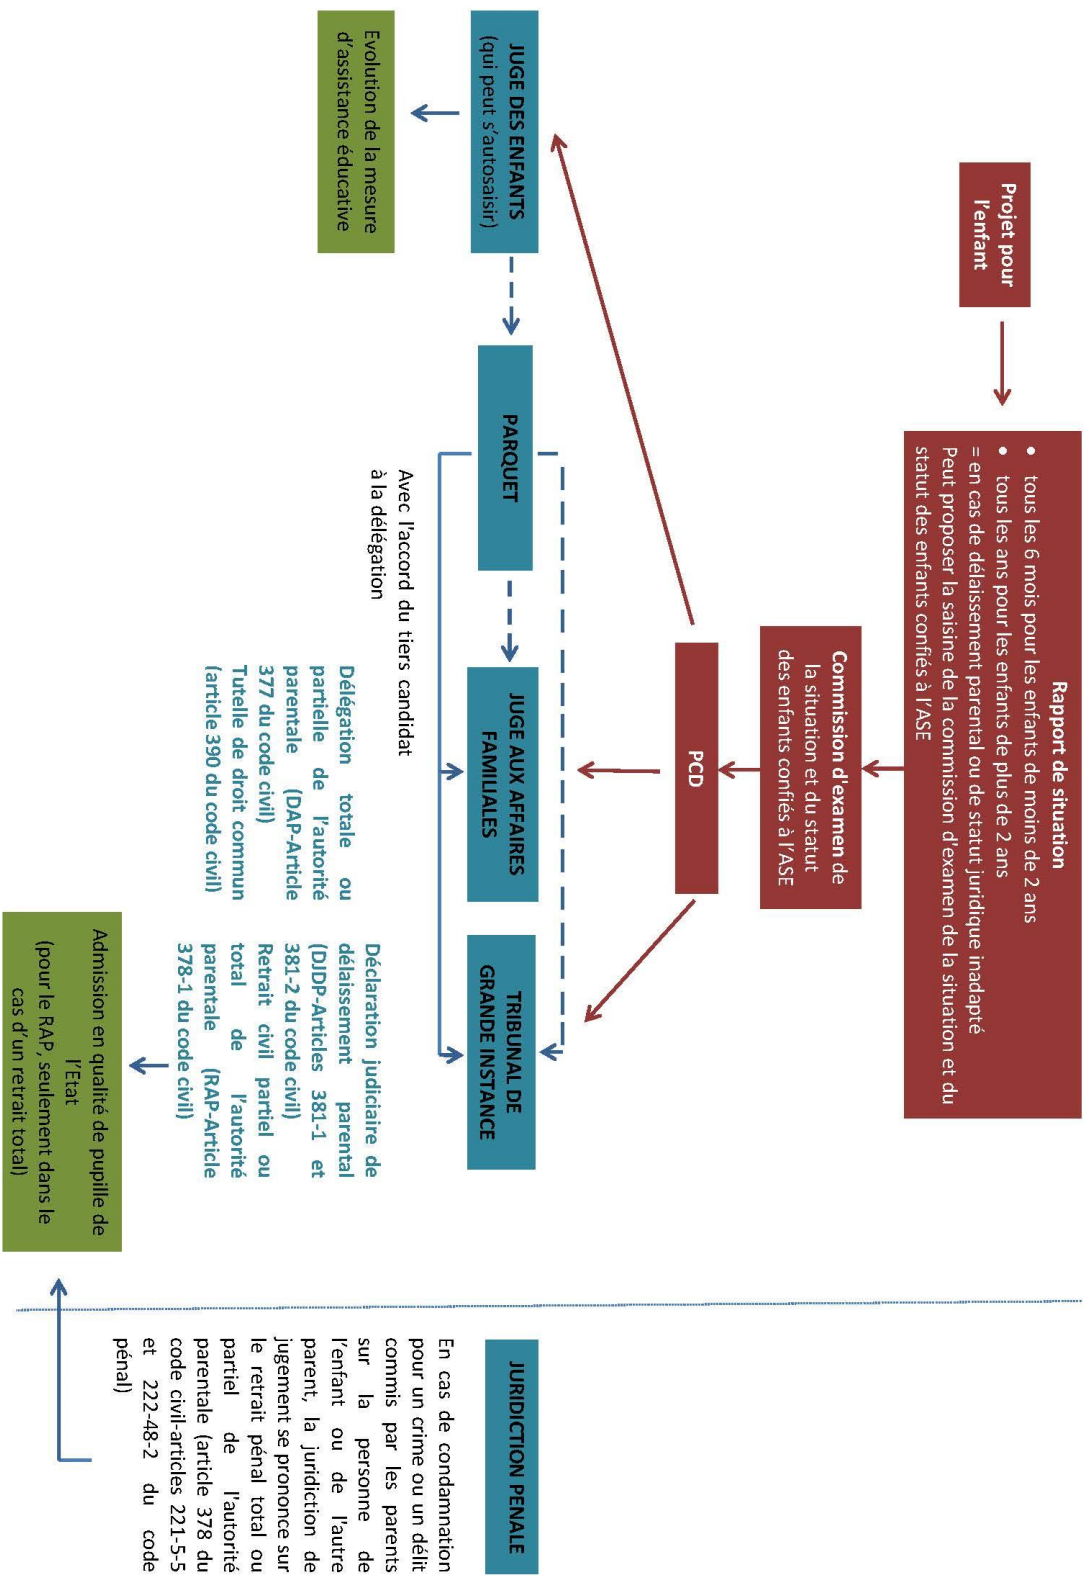 Projet pour
l'enfant
Rapport de situation
• tous les 6 mois pour les enfants de moins de 2 ans
• tous les ans pour les enfants de plus de 2 ans
= en cas de délaissement parental ou de statut juridique inadapté
Peut proposer la saisine de la commission d'examen de la situation et du
statut des enfants confiés à l'ASE
Commission d'examen de
la situation et du statut
des enfants confiés à l'ASE
PCD
JUGE DES ENFANTS
(qui peut s'autosaisir)
PARQUET
JUGE AUX AFFAIRES
FAMILIALES
TRIBUNAL DE
GRANDE INSTANCE
JURIDICTION PENALE
Evolution de la mesure
d'assistance éducative
Avec l'accord du tiers candidat
à la délégation
Délégation totale ou
partielle de l'autorité
parentale (DAP-Article
377 du code civil)
Tutelle de droit commun
(article 390 du code civil)
Déclaration judiciaire de
délaissement parental
(DJDP-Articles 381-1 et
381-2 du code civil)
Retrait civil partiel ou
total de l'autorité
parentale (RAP-Article
378-1 du code civil)
En cas de condamnation
pour un crime ou un délit
commis par les parents
sur la personne de
l'enfant ou de l'autre
parent, la juridiction de
jugement se prononce sur
le retrait pénal total ou
partiel de l'autorité
parentale (article 378 du
code civil-articles 221-5-5
et 222-48-2 du code
pénal)
Admission en qualité de pupille de
l'Etat
(pour le RAP, seulement dans le
cas d'un retrait total)